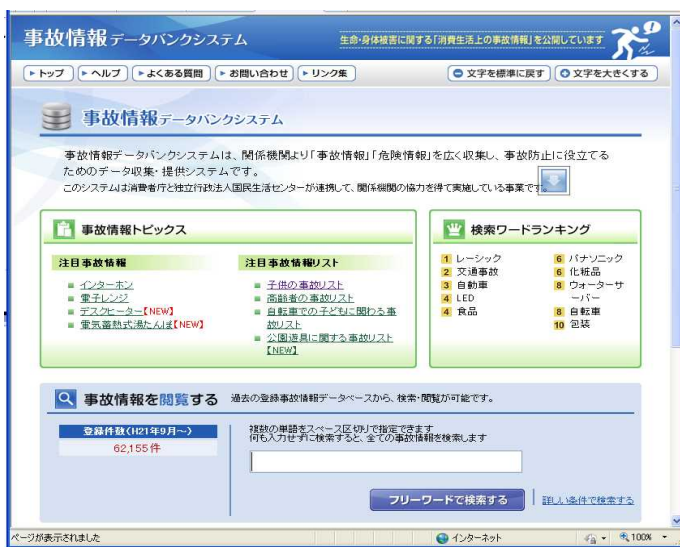 事故情報データバンクシステム
生命・身体被害に関する「消費生活上の事故情報」を公開しています
トップ ヘルプ よくある質問 お問い合わせ リンク集 文字を標準に戻す 文字を大きくする
事故情報データバンクシステム
事故情報データバンクシステムは、関係機関より「事故情報」「危険情報」を広く収集し、事故防止に役立てる
ためのデータ収集・提供システムです。
このシステムは消費者庁と独立行政法人国民生活センターが連携して、関係機関の協力を得て実施している事業です
事故情報トピックス
注目事故情報
インターホン
電子レンジ
デスクヒーター【NEW】
電気蓄熱式湯たんぽ【NEW】
注目事故情報リスト
子供の事故リスト
高齢者の事故リスト
自転車での子どもに関わる事
故リスト
公園遊具に関する事故リスト
【NEW】
検索ワードランキング
1 レーシック
2 交通事故
3 自動車
4 LED
4 食品
6 パナソニック
6 化粧品
8 ウォーターサ
ーバー
8 自転車
10 包装
事故情報を閲覧する 過去の登録事故情報データベースから、検索・閲覧が可能です。
登録件数(H21年9月～)
62,155件
複数の単語をスペース区切りで指定できます
何も入力せずに検索すると、全ての事故情報を検索します
フリーワードで検索する 詳しい条件で検索する
ページが表示されました インターネット 100%